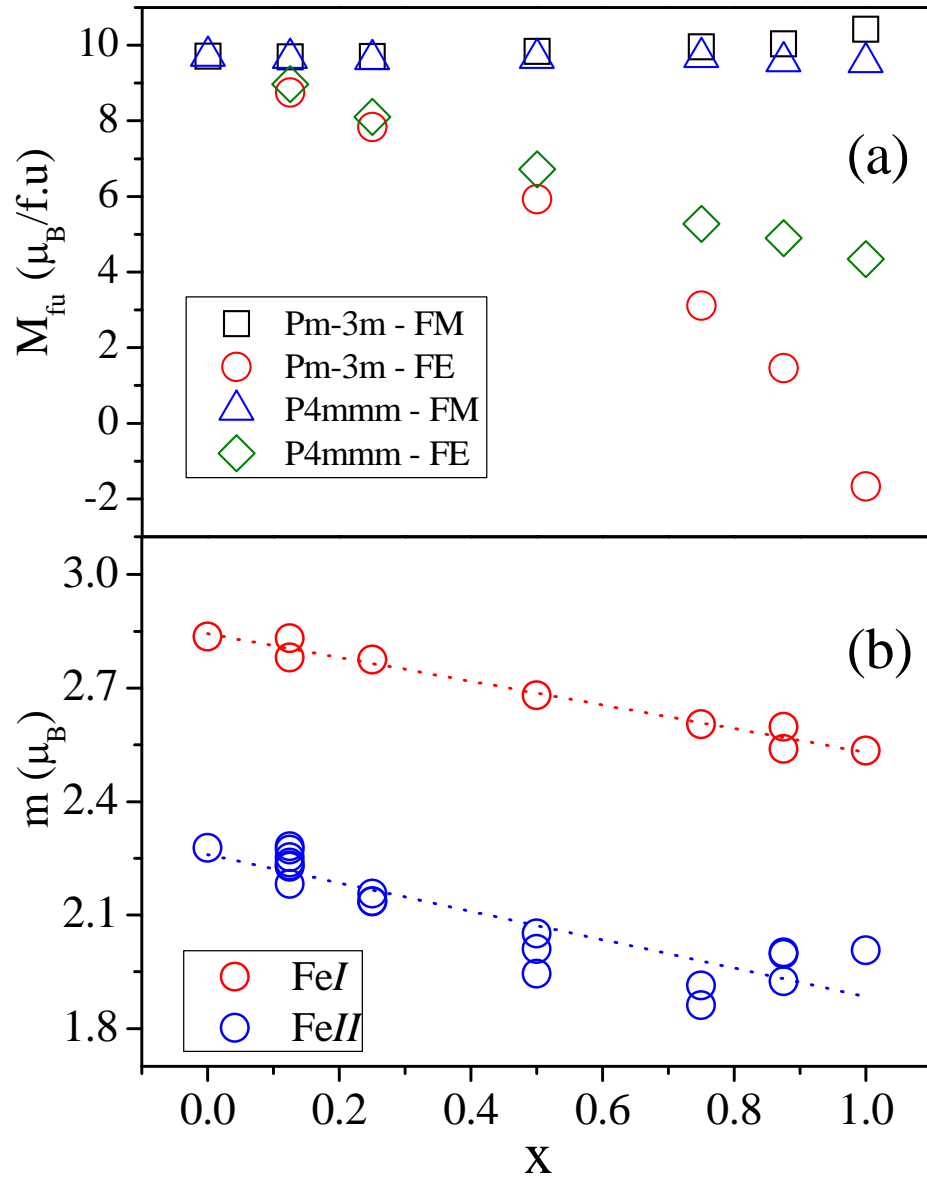 10
8
6
4
2
0
-2
M_fu (μ_B/f.u)
(a)
Pm-3m - FM
Pm-3m - FE
P4mmm - FM
P4mmm - FE
3.0
2.7
2.4
2.1
1.8
m (μ_B)
(b)
FeI
FeII
0.0 0.2 0.4 0.6 0.8 1.0
x